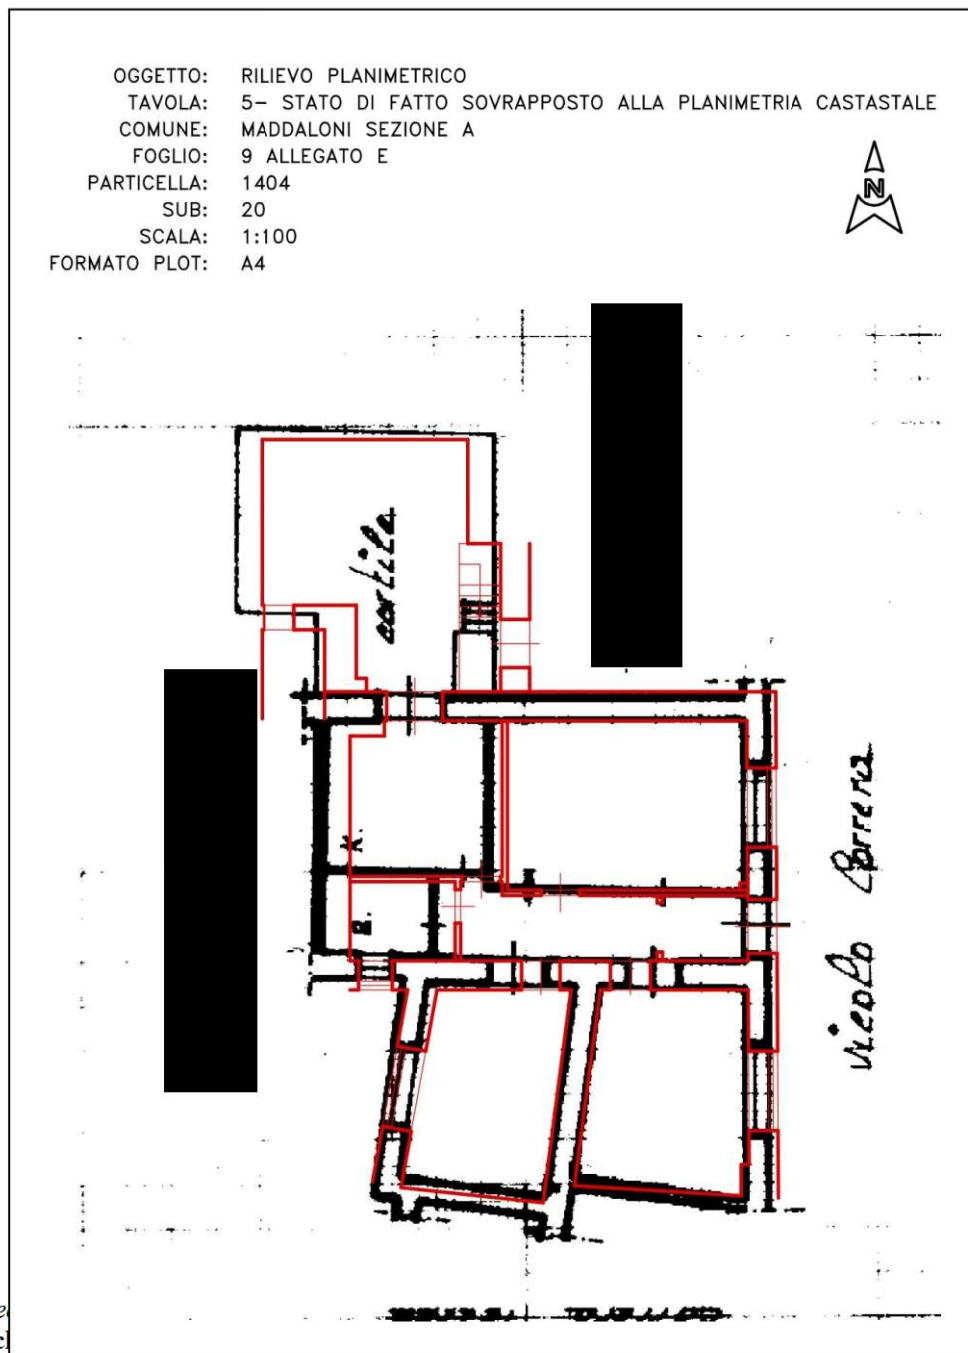 OGGETTO: RILIEVO PLANIMETRICO
TAVOLA: 5- STATO DI FATTO SOVRAPPOSTO ALLA PLANIMETRIA CASTASTALE
COMUNE: MADDALONI SEZIONE A
FOGLIO: 9 ALLEGATO E
PARTICELLA: 1404
SUB: 20
SCALA: 1:100
FORMATO PLOT: A4
N
cortile
K.
B.
vicolo Correra